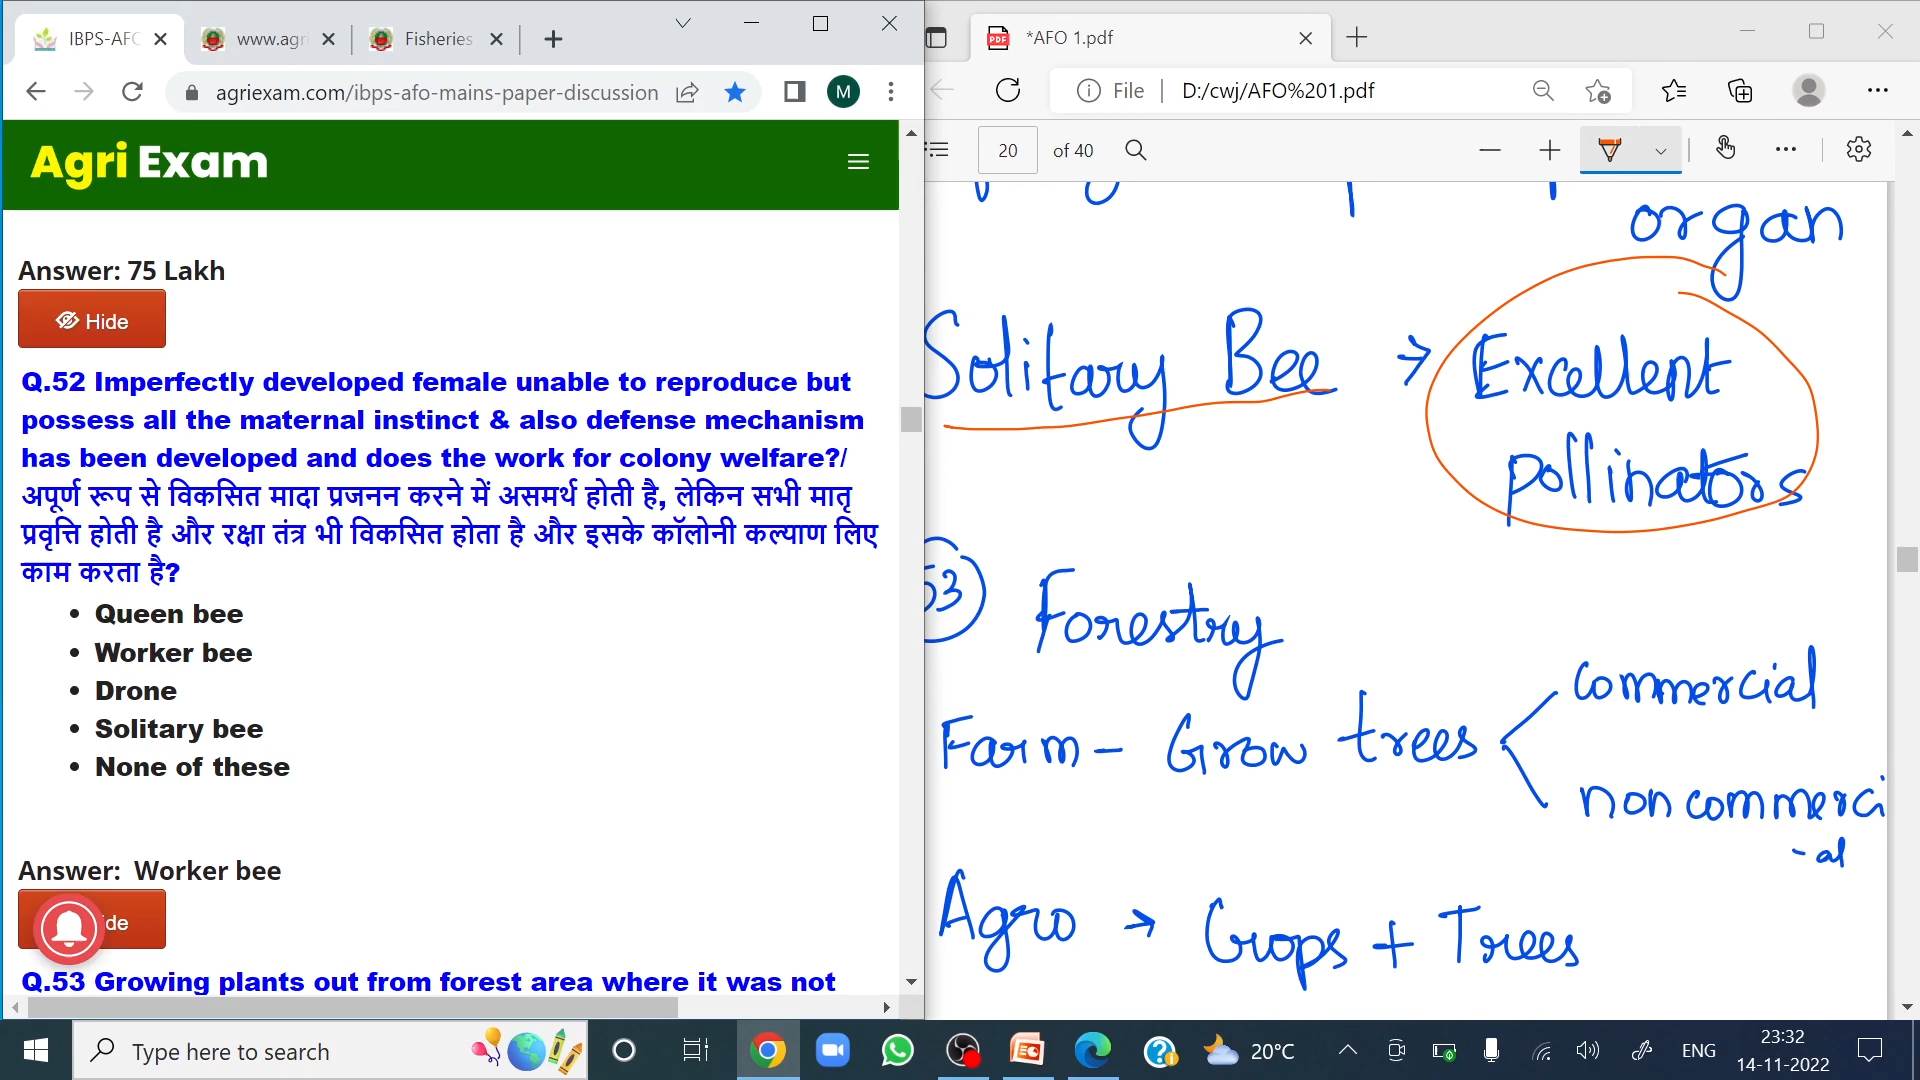 IBPS-AFC
www.agri
Fisheries
agriexam.com/ibps-afo-mains-paper-discussion
M
Agri Exam
Answer: 75 Lakh
Hide
Q.52 Imperfectly developed female unable to reproduce but
possess all the maternal instinct & also defense mechanism
has been developed and does the work for colony welfare?/
अपूर्ण रूप से विकसित मादा प्रजनन करने में असमर्थ होती है, लेकिन सभी मातृ
प्रवृत्ति होती है और रक्षा तंत्र भी विकसित होता है और इसके कॉलोनी कल्याण लिए
काम करता है?
• Queen bee
• Worker bee
• Drone
• Solitary bee
• None of these
Answer: Worker bee
de
Q.53 Growing plants out from forest area where it was not
*AFO 1.pdf
File D:/cwj/AFO%201.pdf
20 of 40
organ
Solitary Bee → Excellent
pollinators
53 Forestry
Farm - Grow trees
commercial
non commerci
-al
Agro → Crops + Trees
Type here to search
20°C
ENG
23:32
14-11-2022